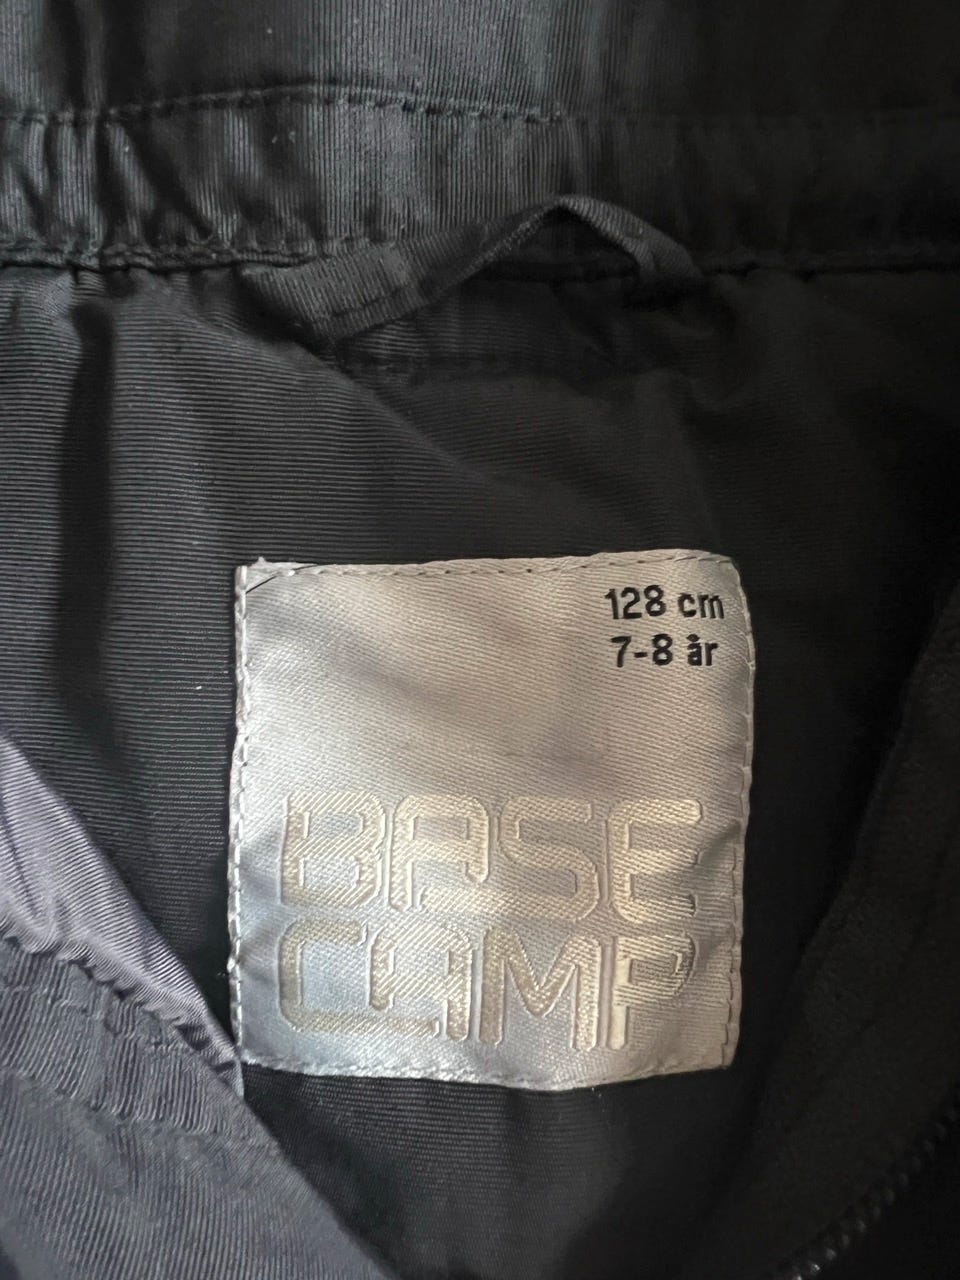 128 cm
7-8 år
BASE
CAMP